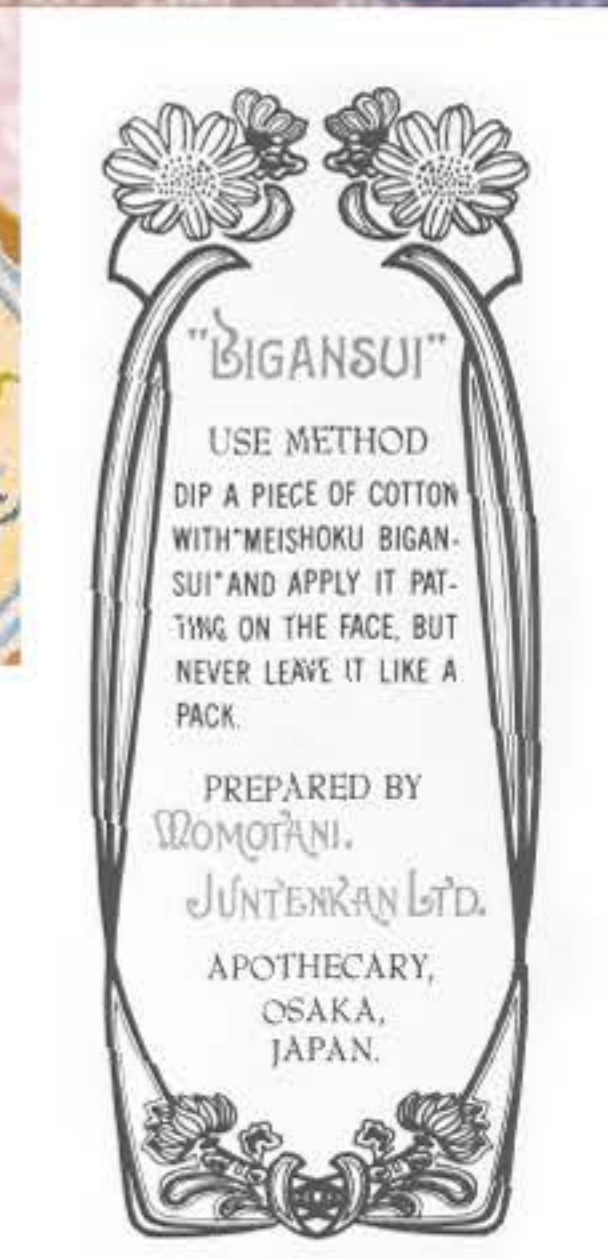 "BIGANSUI"
USE METHOD
DIP A PIECE OF COTTON
WITH "MEISHOKU BIGAN-
SUI" AND APPLY IT PAT-
TING ON THE FACE, BUT
NEVER LEAVE IT LIKE A
PACK.
PREPARED BY
MOMOTANI.
JUNTENKAN LTD.
APOTHECARY,
OSAKA,
JAPAN.